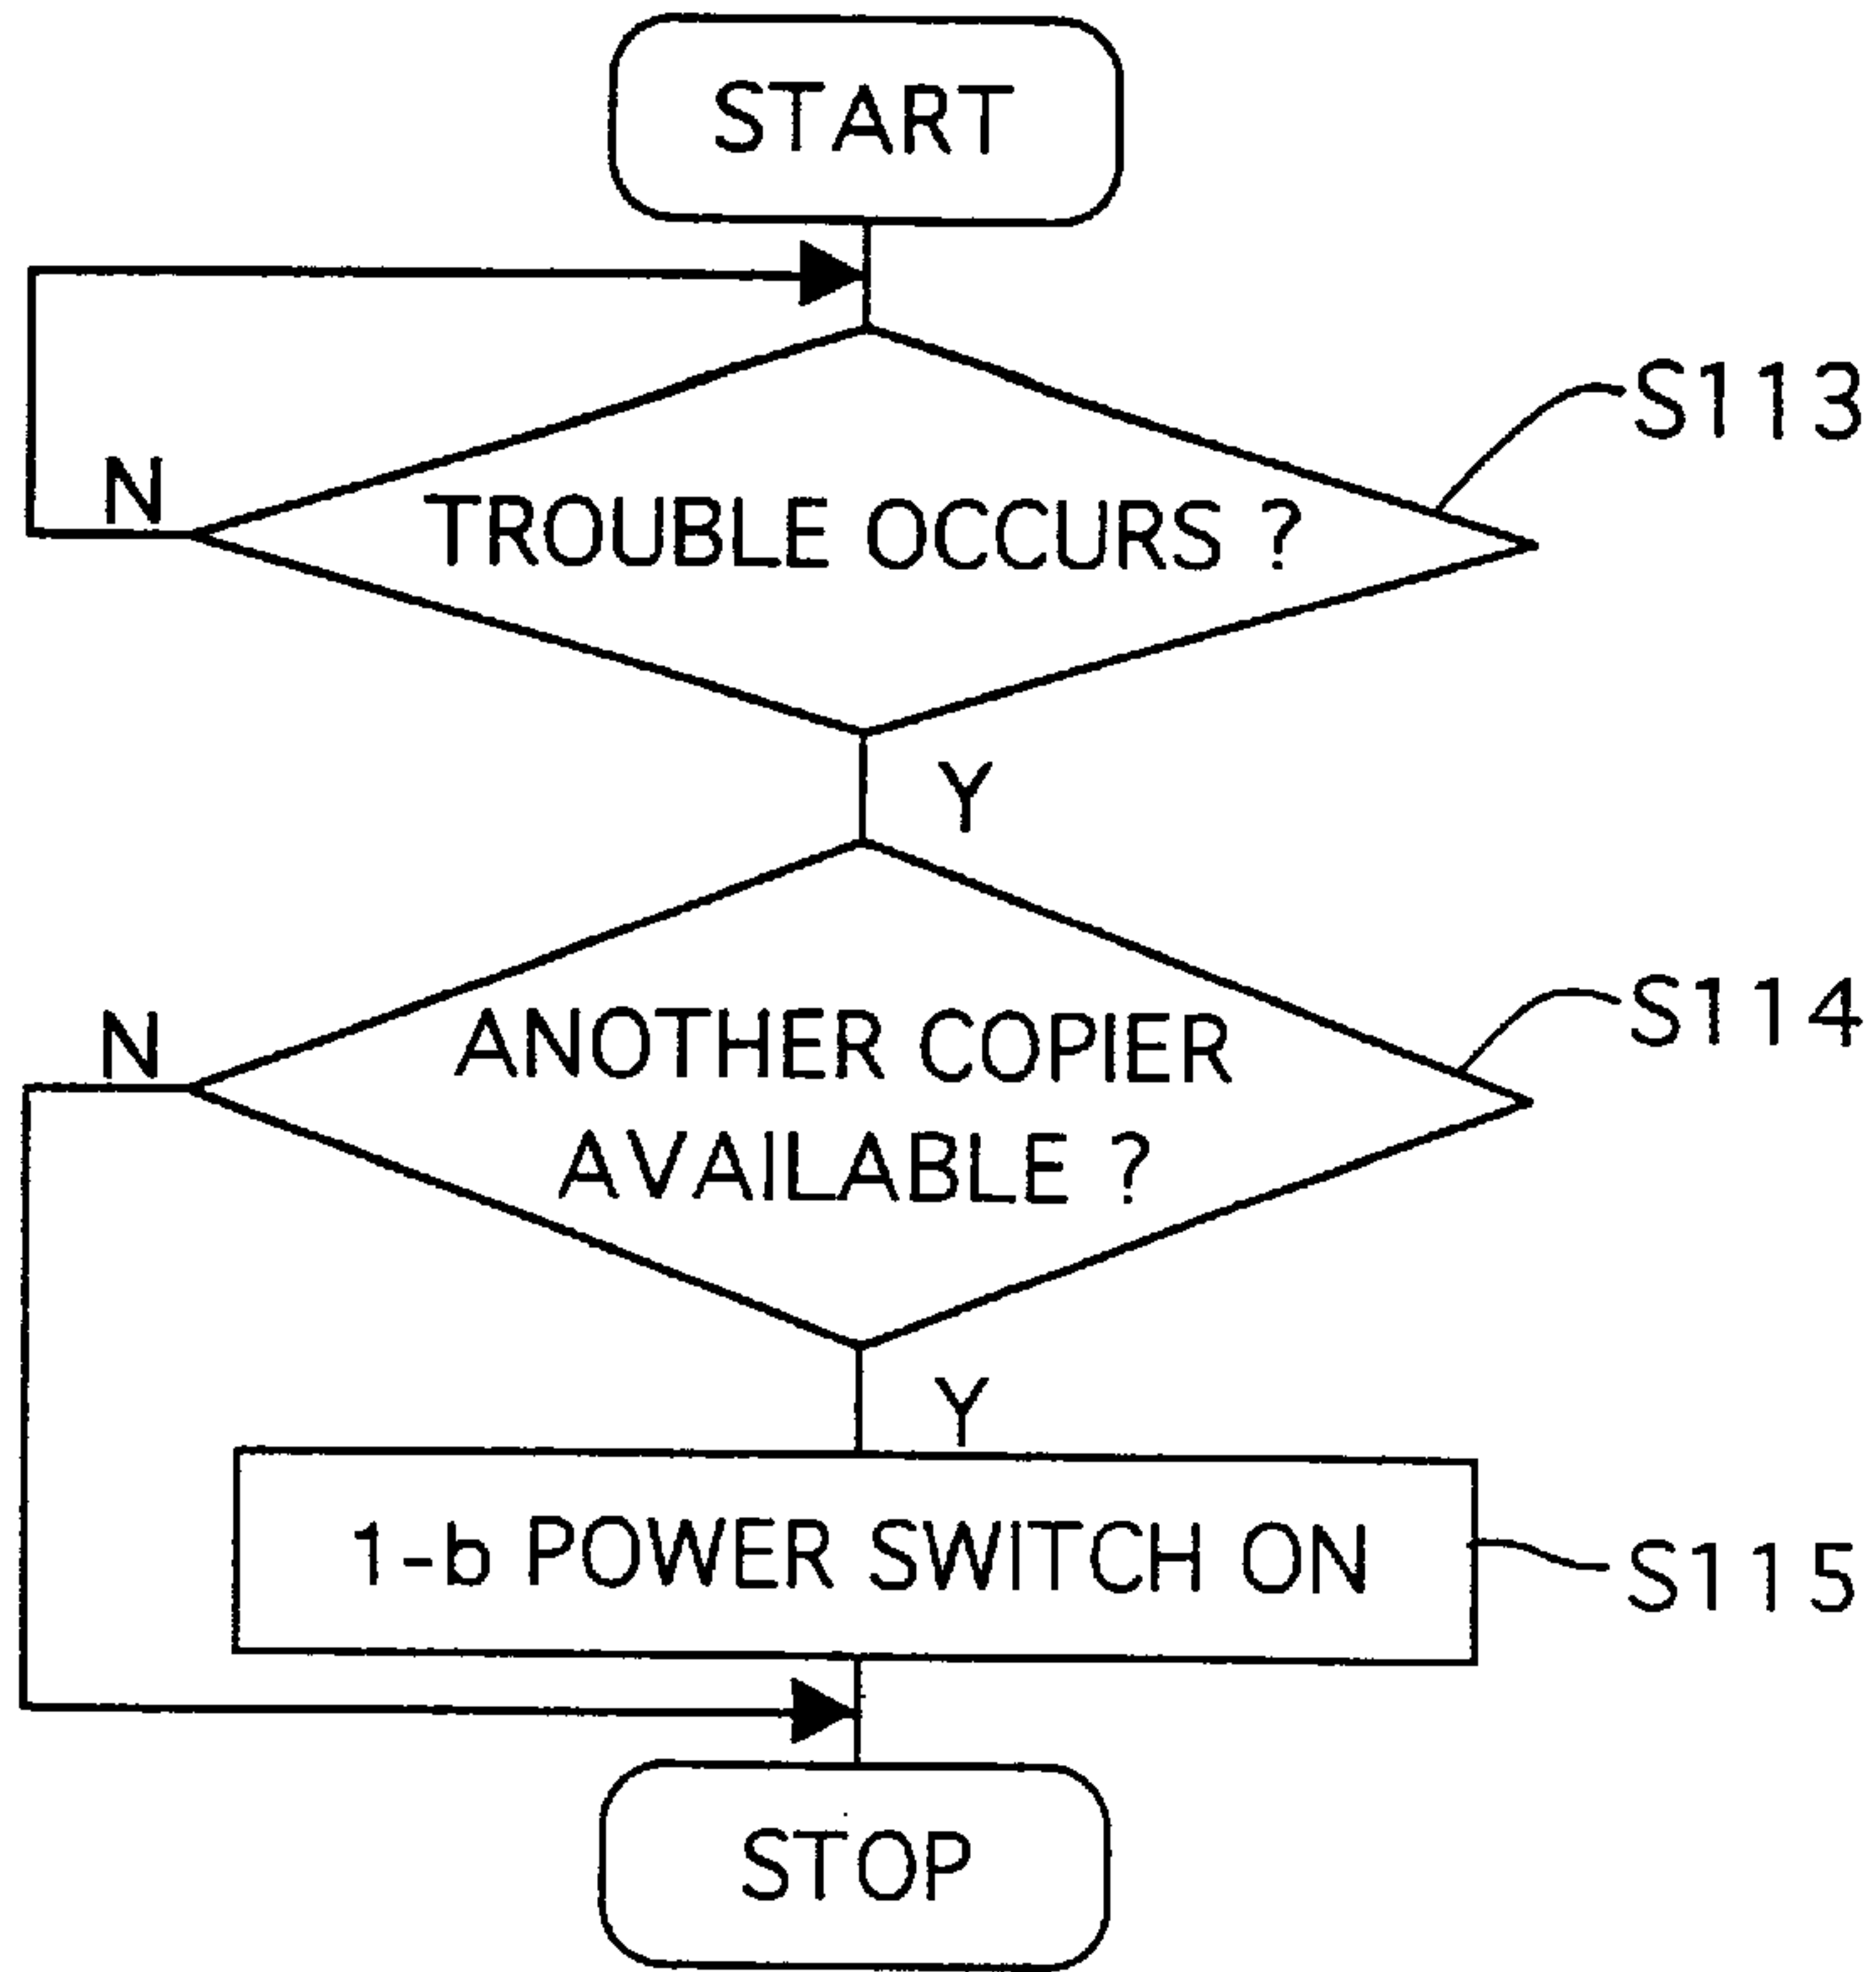 START
S113
N
TROUBLE OCCURS ?
Y
S114
N
ANOTHER COPIER
AVAILABLE ?
Y
1-b POWER SWITCH ON
S115
STOP